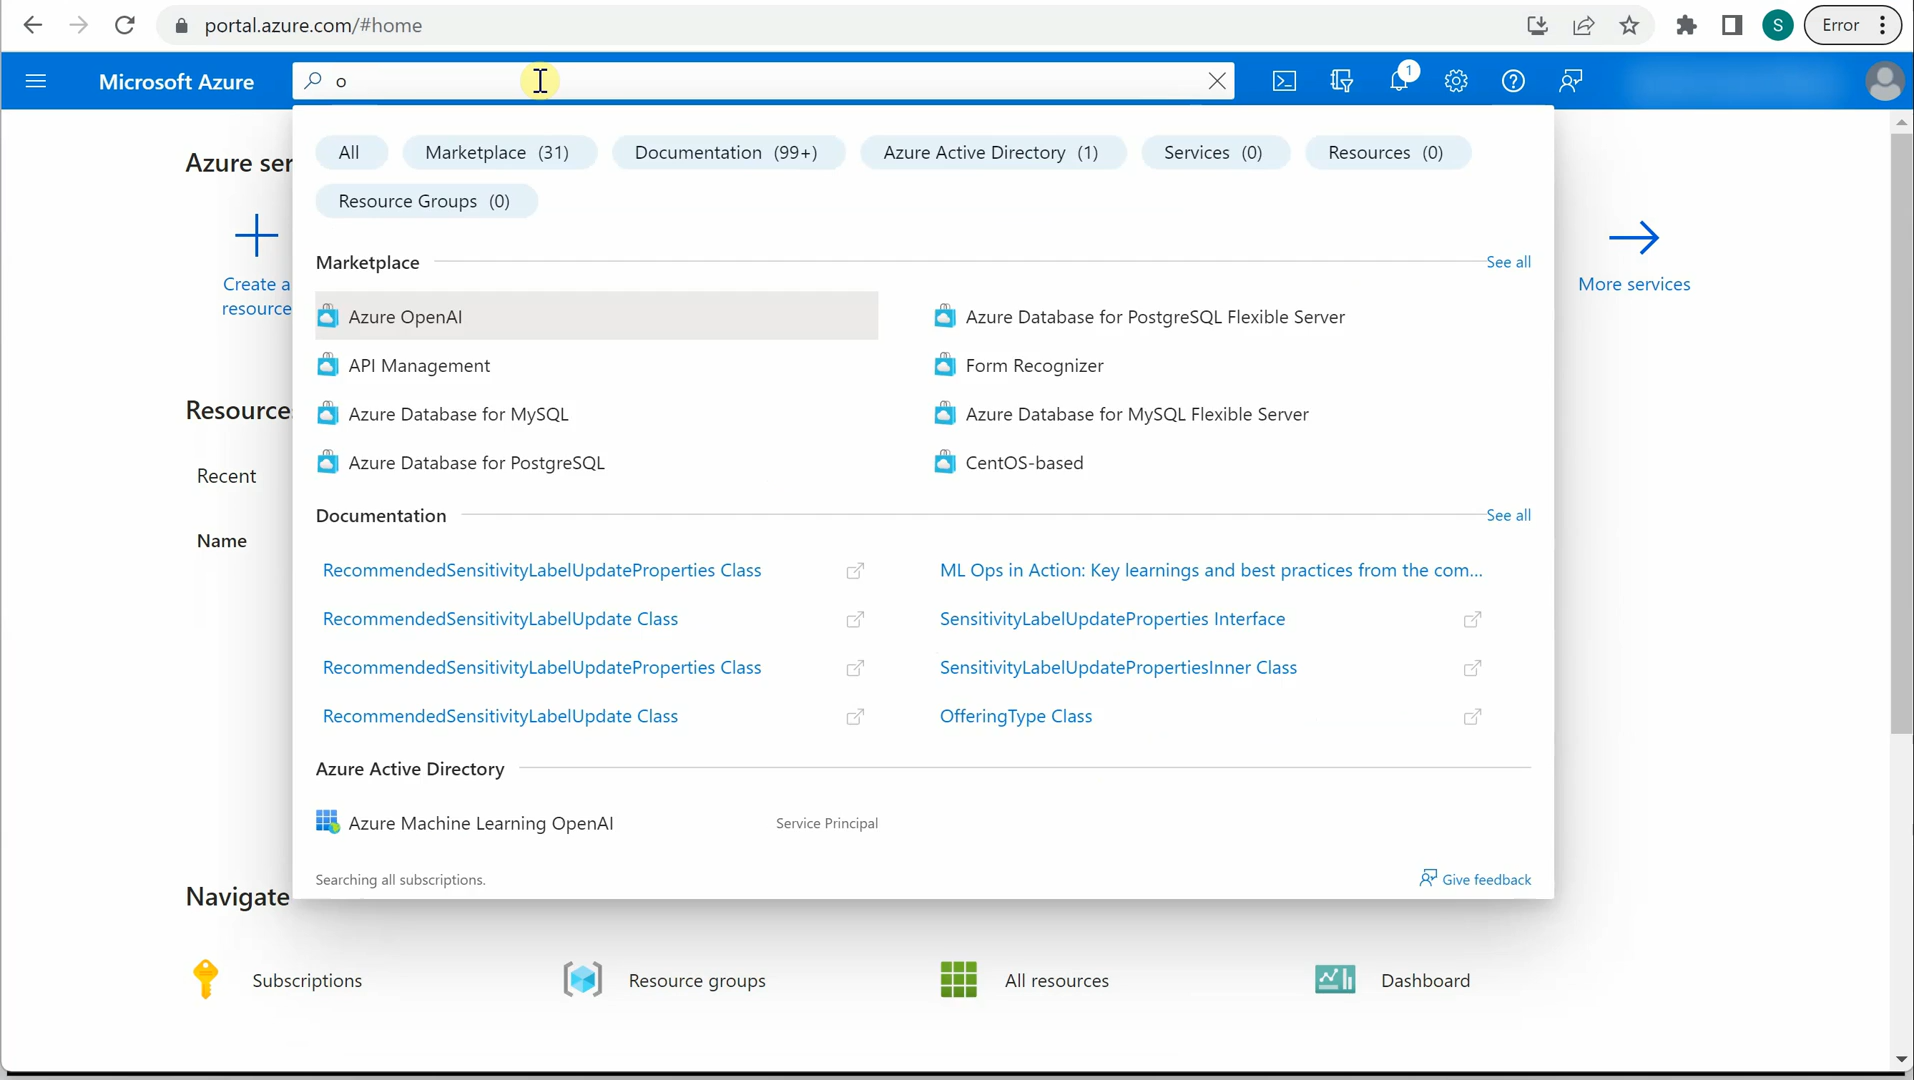 portal.azure.com/#home
S
Error
Microsoft Azure
o
1
All
Marketplace (31)
Documentation (99+)
Azure Active Directory (1)
Services (0)
Resources (0)
Resource Groups (0)
Azure ser
Create a
resource
More services
Marketplace
See all
Azure OpenAI
Azure Database for PostgreSQL Flexible Server
API Management
Form Recognizer
Azure Database for MySQL
Azure Database for MySQL Flexible Server
Azure Database for PostgreSQL
CentOS-based
Resource
Recent
Name
Documentation
See all
RecommendedSensitivityLabelUpdateProperties Class
ML Ops in Action: Key learnings and best practices from the com...
RecommendedSensitivityLabelUpdate Class
SensitivityLabelUpdateProperties Interface
RecommendedSensitivityLabelUpdateProperties Class
SensitivityLabelUpdatePropertiesInner Class
RecommendedSensitivityLabelUpdate Class
OfferingType Class
Azure Active Directory
Azure Machine Learning OpenAI
Service Principal
Searching all subscriptions.
Give feedback
Navigate
Subscriptions
Resource groups
All resources
Dashboard